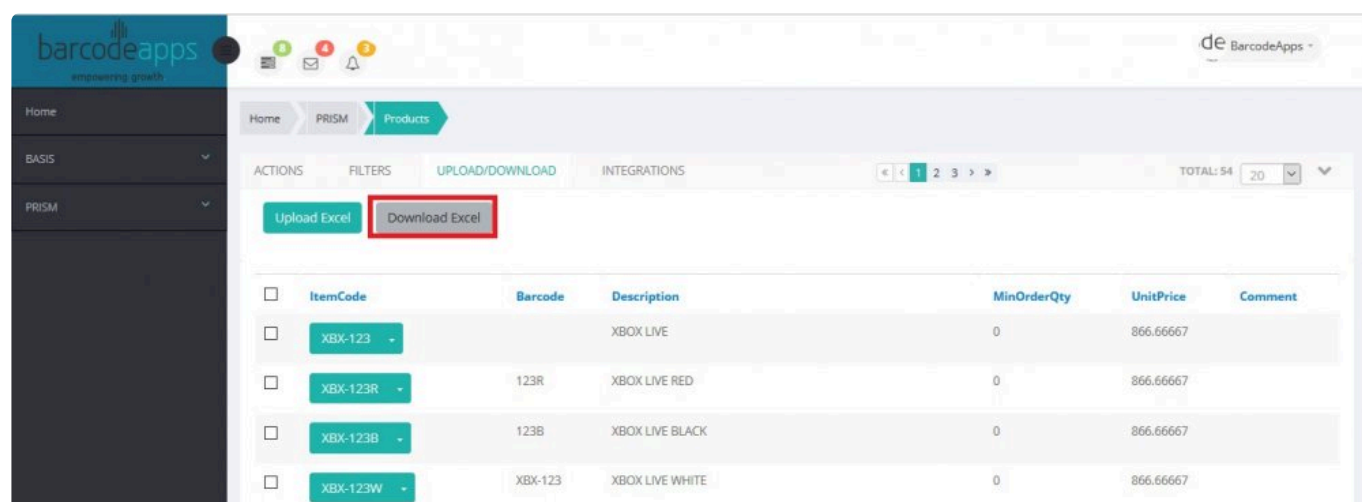 barcodeapps
empowering growth
8 4 3
de BarcodeApps
Home
BASIS
PRISM
Home PRISM Products
ACTIONS FILTERS UPLOAD/DOWNLOAD INTEGRATIONS « < 1 2 3 > » TOTAL: 54 20
Upload Excel Download Excel
ItemCode Barcode Description MinOrderQty UnitPrice Comment
XBX-123 XBOX LIVE 0 866.66667
XBX-123R 123R XBOX LIVE RED 0 866.66667
XBX-123B 123B XBOX LIVE BLACK 0 866.66667
XBX-123W XBX-123 XBOX LIVE WHITE 0 866.66667